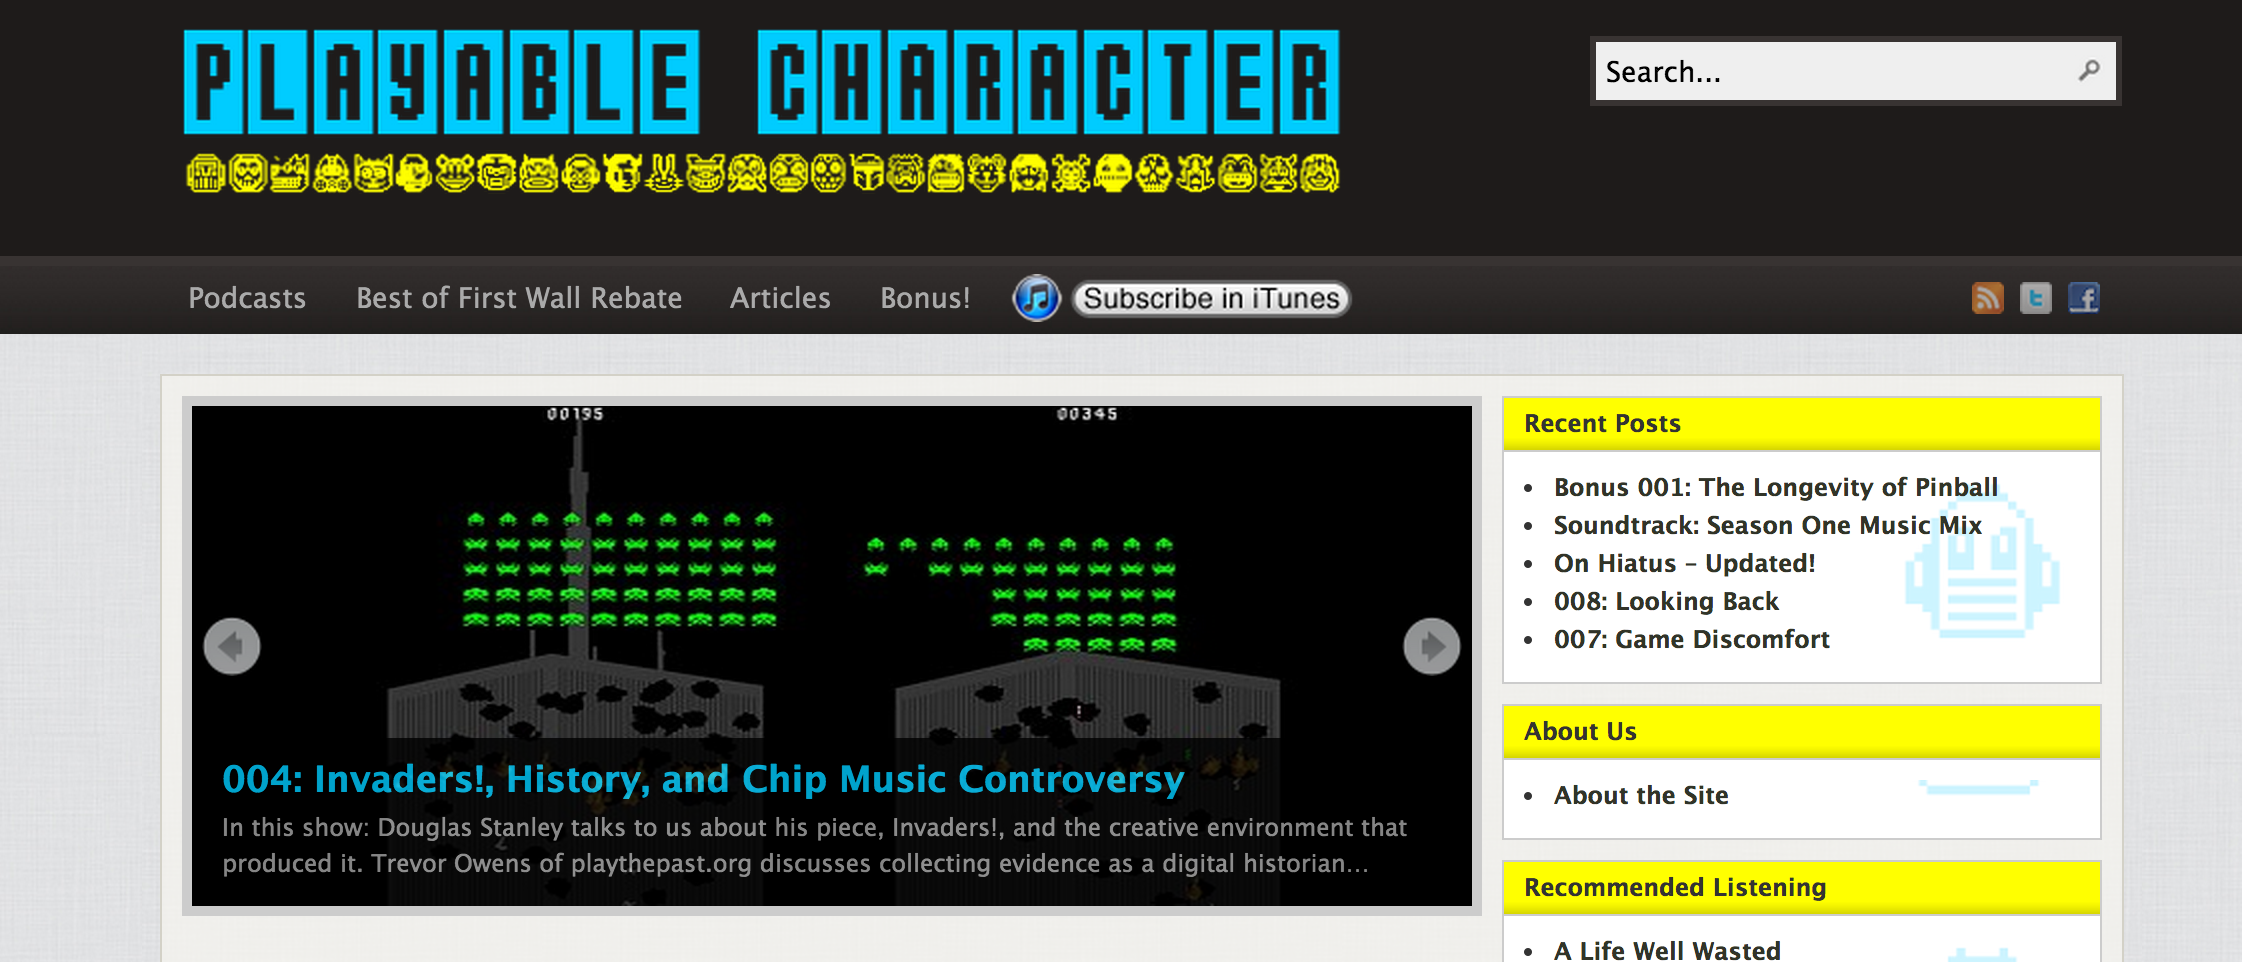 PLAYABLE CHARACTER
Search...
Podcasts
Best of First Wall Rebate
Articles
Bonus!
Subscribe in iTunes
00195
00345
004: Invaders!, History, and Chip Music Controversy
In this show: Douglas Stanley talks to us about his piece, Invaders!, and the creative environment that
produced it. Trevor Owens of playthepast.org discusses collecting evidence as a digital historian...
Recent Posts
• Bonus 001: The Longevity of Pinball
• Soundtrack: Season One Music Mix
• On Hiatus – Updated!
• 008: Looking Back
• 007: Game Discomfort
About Us
• About the Site
Recommended Listening
• A Life Well Wasted